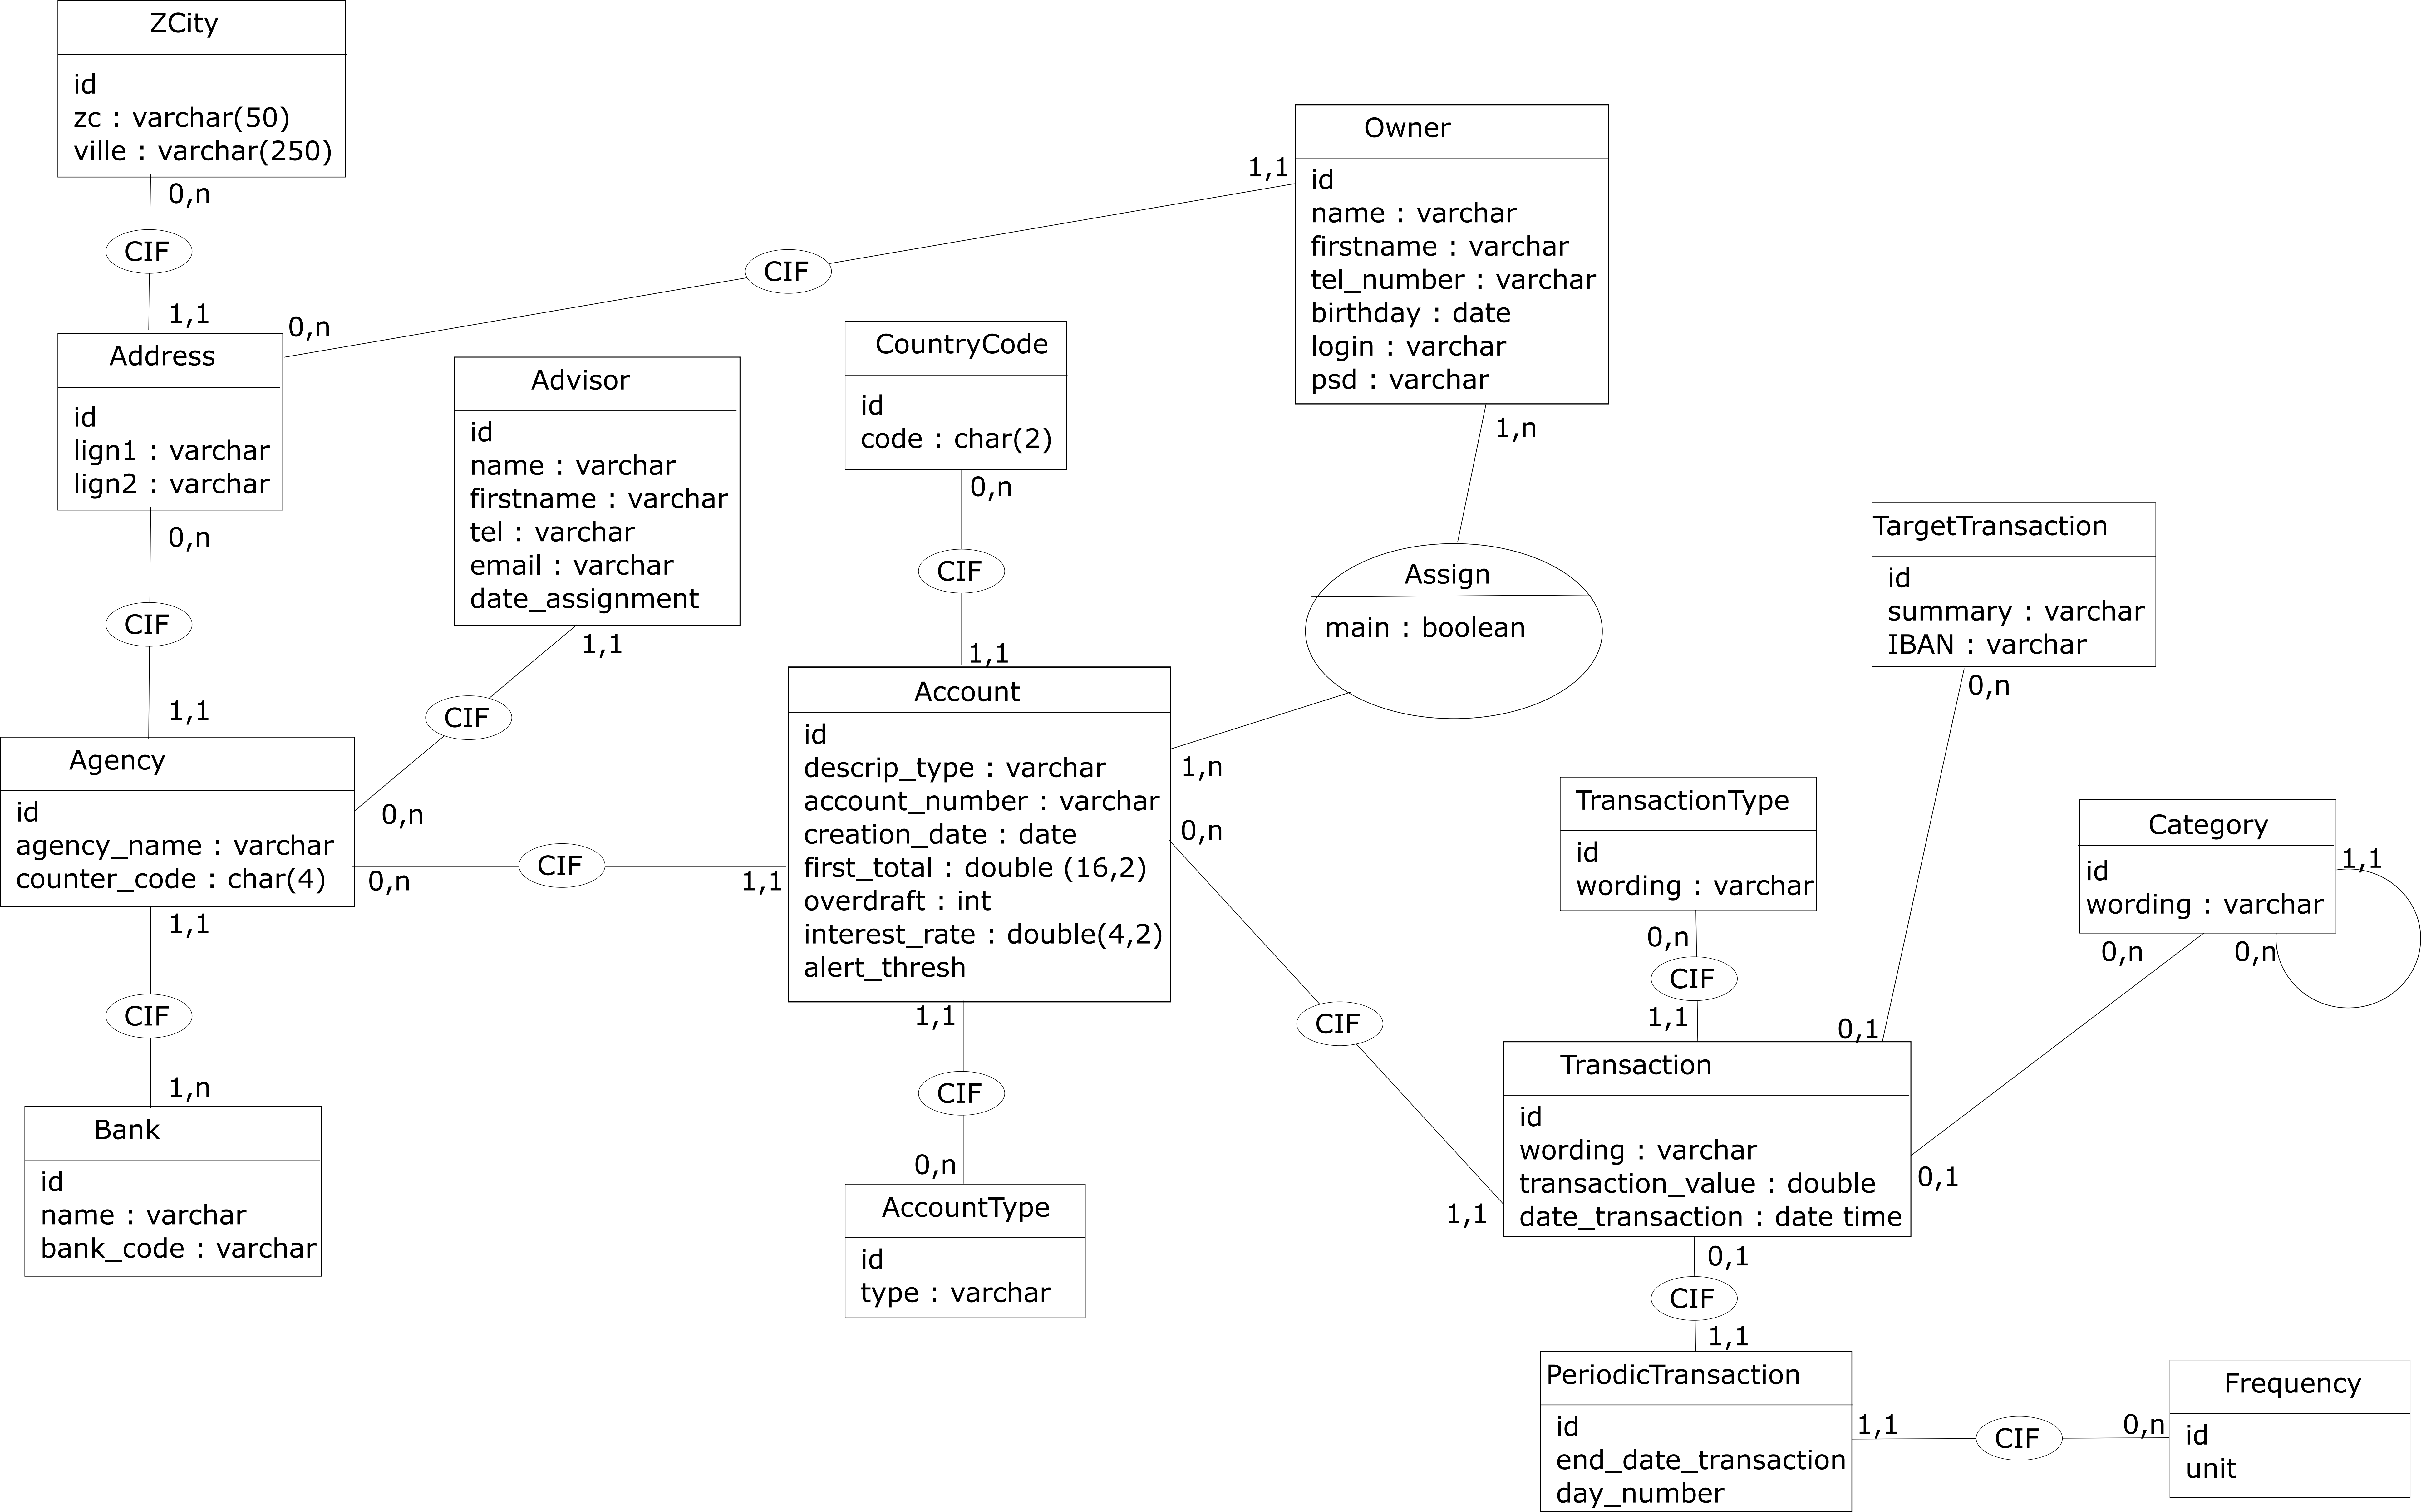 ZCity
id
zc : varchar(50)
ville : varchar(250)
0,n
CIF
1,1
Address
id
lign1 : varchar
lign2 : varchar
0,n
0,n
CIF
1,1
CIF
1,1
Owner
id
name : varchar
firstname : varchar
tel_number : varchar
birthday : date
login : varchar
psd : varchar
1,n
Assign
main : boolean
1,n
Advisor
id
name : varchar
firstname : varchar
tel : varchar
email : varchar
date_assignment
1,1
CIF
0,n
CountryCode
id
code : char(2)
0,n
CIF
1,1
Agency
id
agency_name : varchar
counter_code : char(4)
0,n
CIF
1,1
1,1
CIF
1,n
Bank
id
name : varchar
bank_code : varchar
Account
id
descrip_type : varchar
account_number : varchar
creation_date : date
first_total : double (16,2)
overdraft : int
interest_rate : double(4,2)
alert_thresh
1,1
CIF
0,n
AccountType
id
type : varchar
0,n
CIF
1,1
TargetTransaction
id
summary : varchar
IBAN : varchar
0,n
0,1
TransactionType
id
wording : varchar
0,n
CIF
1,1
Category
id
wording : varchar
1,1
0,n
0,n
0,1
Transaction
id
wording : varchar
transaction_value : double
date_transaction : date time
0,1
CIF
1,1
PeriodicTransaction
id
end_date_transaction
day_number
1,1
CIF
0,n
Frequency
id
unit